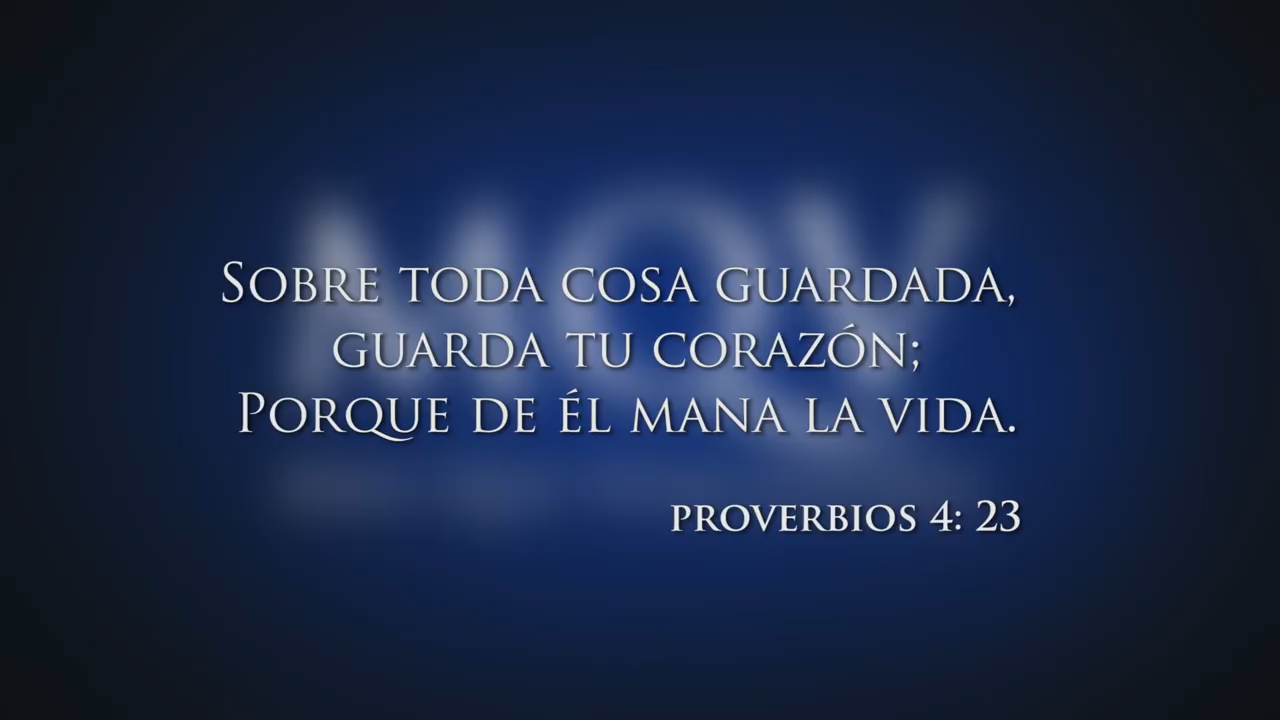 Sobre toda cosa guardada,
guarda tu corazón;
Porque de él mana la vida.
Proverbios 4: 23